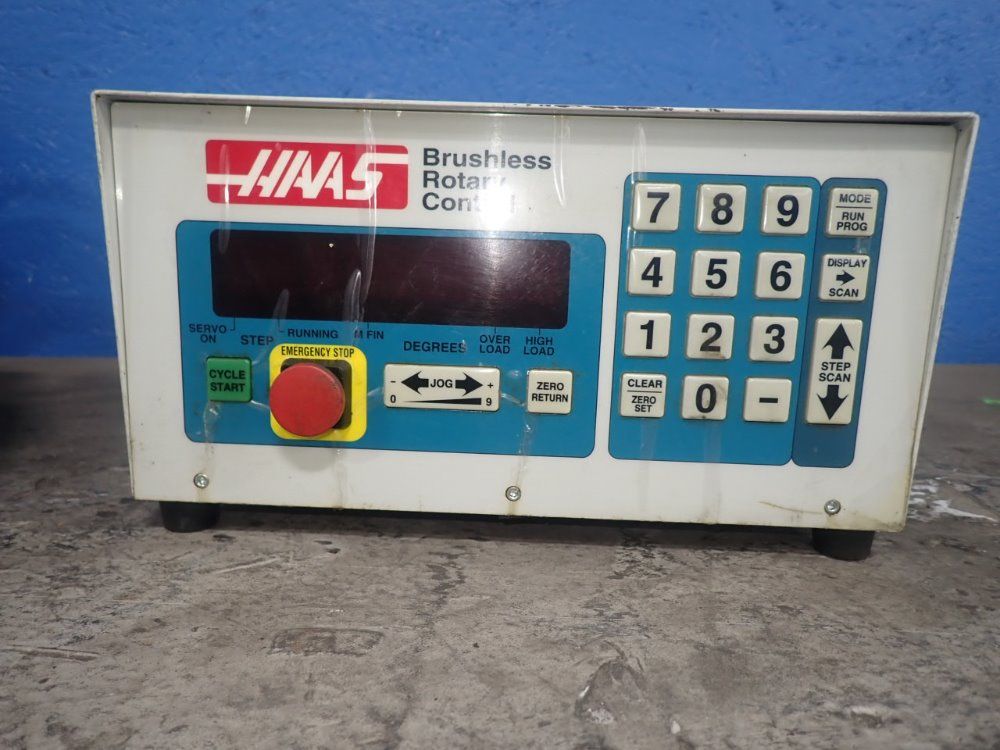 HAAS
Brushless
Rotary
Control
7 8 9
MODE
RUN
PROG
4 5 6
DISPLAY
SCAN
1 2 3
STEP
SCAN
CLEAR
ZERO
SET
0 -
SERVO
ON
STEP
RUNNING
M FIN
DEGREES
OVER
LOAD
HIGH
LOAD
CYCLE
START
EMERGENCY STOP
- JOG +
0 9
ZERO
RETURN